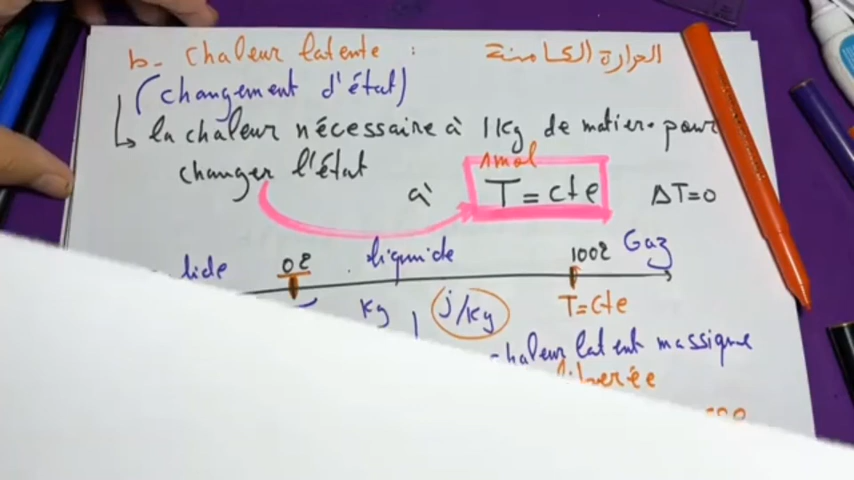 b- chaleur latente : الحرارة الكامنة
(changement d'état)
la chaleur nécessaire à 1kg de matière pour
1mol
changer l'état à T=cte ΔT=0
lide 0° liquide 100° Gaz
kg j/kg T=cte
chaleur latent massique
libérée